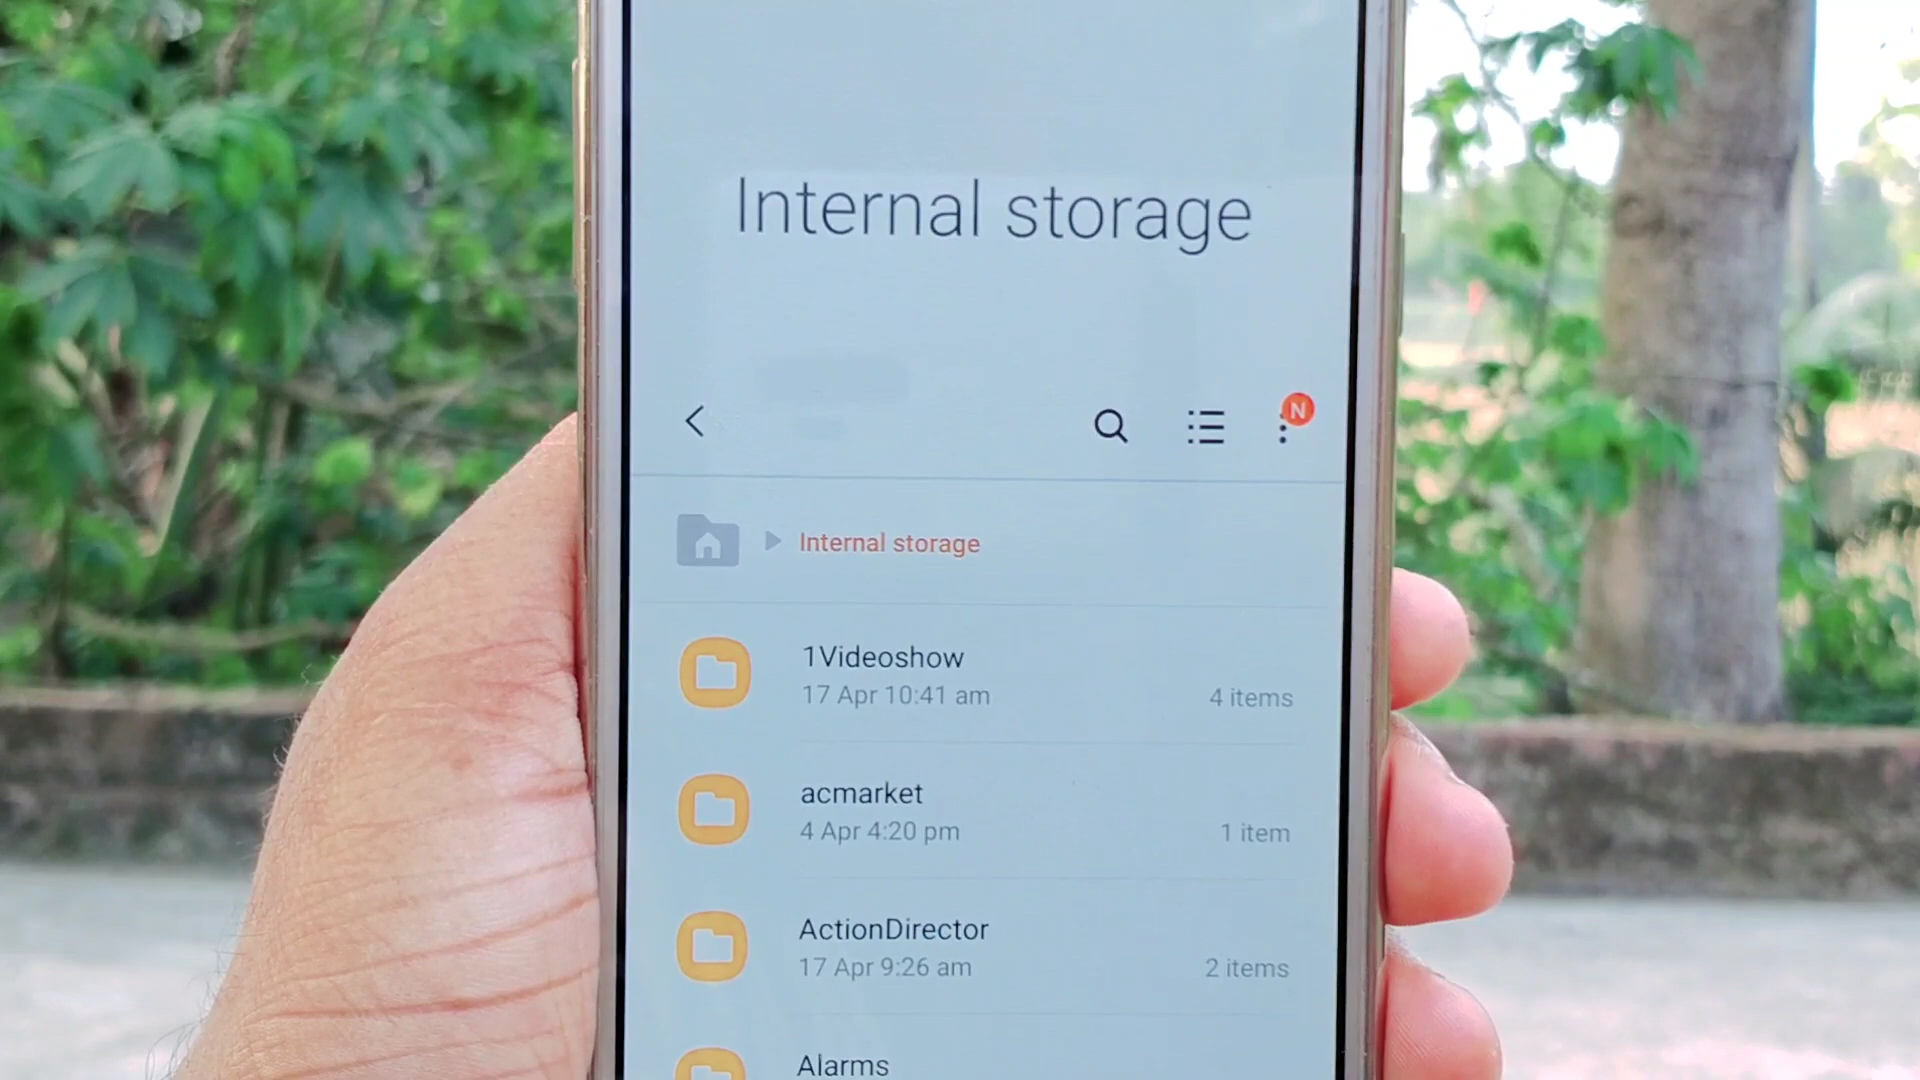 Internal storage
N
Internal storage
1Videoshow
17 Apr 10:41 am
4 items
acmarket
4 Apr 4:20 pm
1 item
ActionDirector
17 Apr 9:26 am
2 items
Alarms